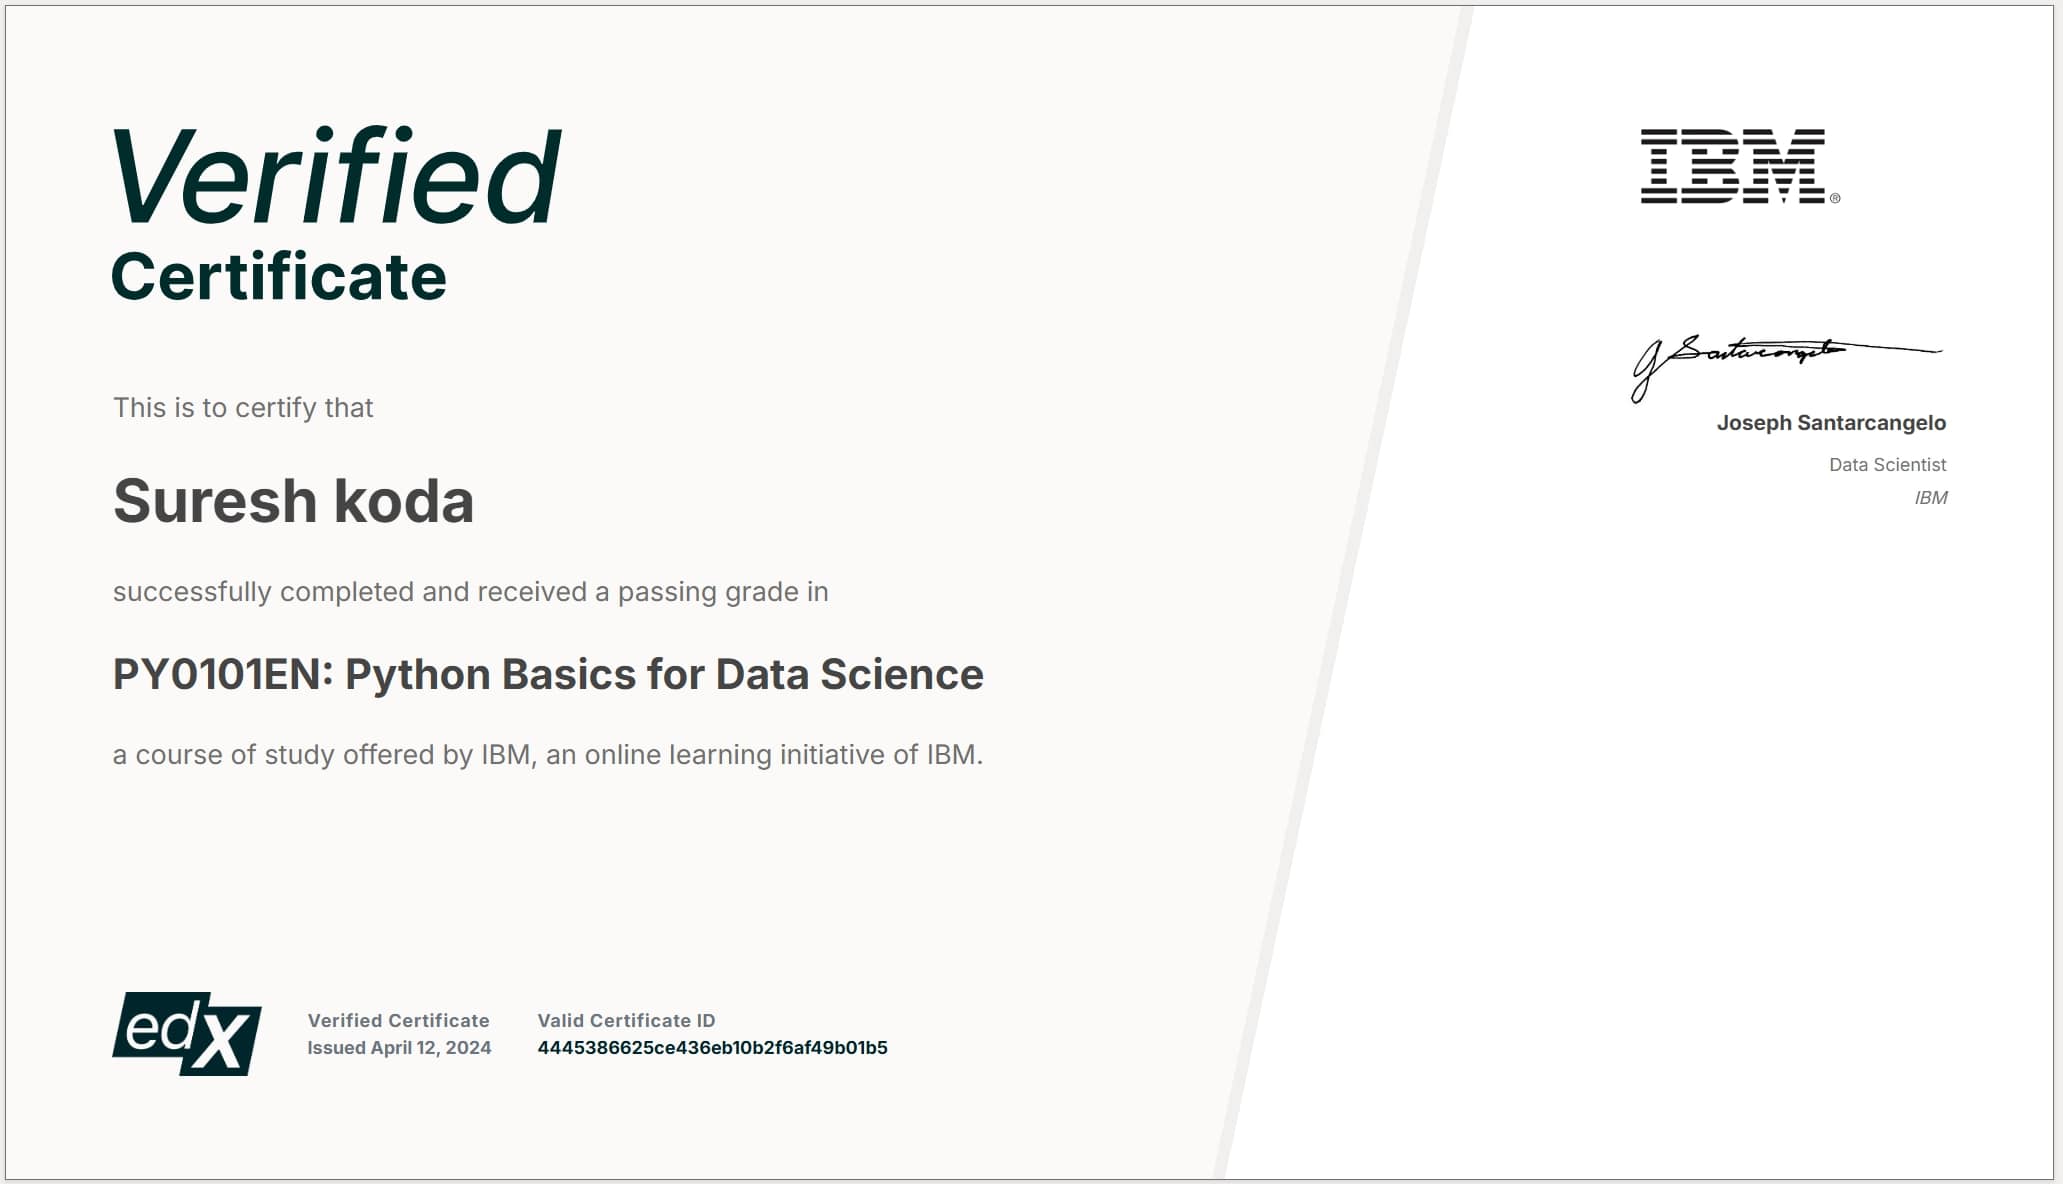 Verified
Certificate
This is to certify that
Suresh koda
successfully completed and received a passing grade in
PY0101EN: Python Basics for Data Science
a course of study offered by IBM, an online learning initiative of IBM.
edX
Verified Certificate
Issued April 12, 2024
Valid Certificate ID
4445386625ce436eb10b2f6af49b01b5
IBM®
J Santarcangelo
Joseph Santarcangelo
Data Scientist
IBM